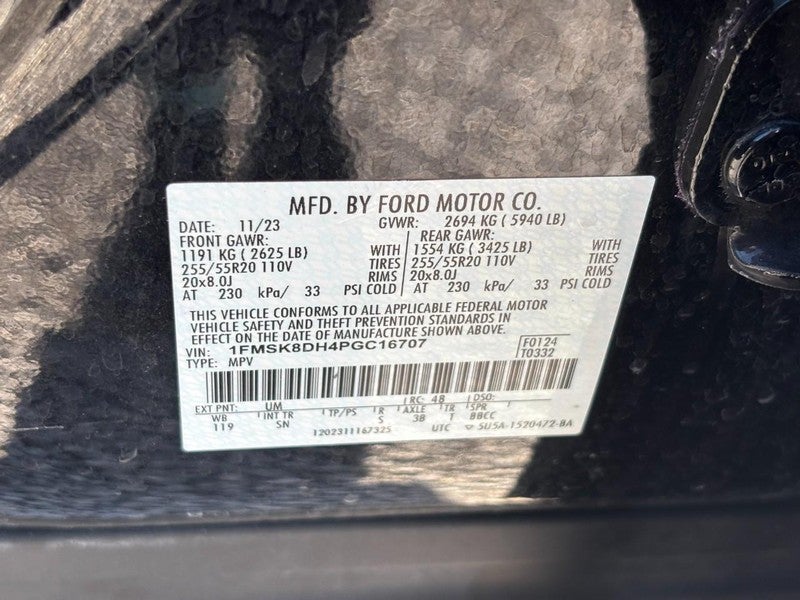 MFD. BY FORD MOTOR CO.
DATE: 11/23 GVWR: 2694 KG ( 5940 LB)
FRONT GAWR: REAR GAWR:
1191 KG ( 2625 LB) WITH 1554 KG ( 3425 LB) WITH
255/55R20 110V TIRES 255/55R20 110V TIRES
20x8.0J RIMS 20x8.0J RIMS
AT 230 kPa/ 33 PSI COLD AT 230 kPa/ 33 PSI COLD
THIS VEHICLE CONFORMS TO ALL APPLICABLE FEDERAL MOTOR
VEHICLE SAFETY AND THEFT PREVENTION STANDARDS IN
EFFECT ON THE DATE OF MANUFACTURE SHOWN ABOVE.
VIN: 1FMSK8DH4PGC16707 F0124
TYPE: MPV T0332
EXT PNT: UM RC: 48 DSO:
WB INT TR TP/PS R AXLE TR SPR
119 SN S 3B BBCC
1202311167325 UTC 5U5A-1520472-BA